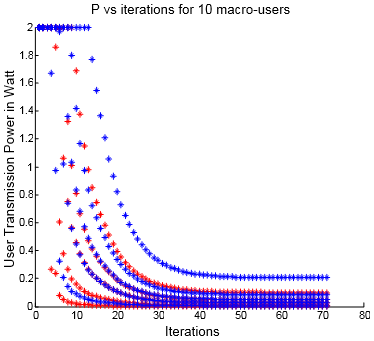 P vs iterations for 10 macro-users
User Transmission Power in Watt
2
1.8
1.6
1.4
1.2
1
0.8
0.6
0.4
0.2
0
0 10 20 30 40 50 60 70 80
Iterations